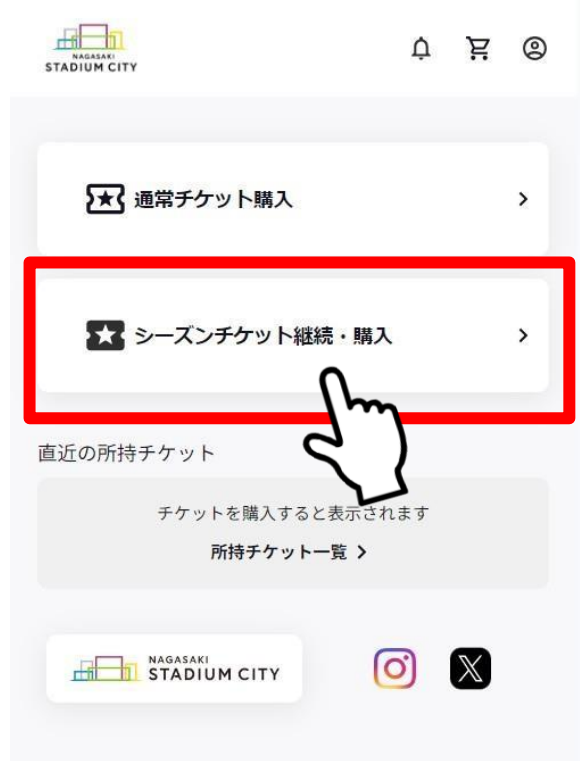 NAGASAKI
STADIUM CITY
通常チケット購入
シーズンチケット継続・購入
直近の所持チケット
チケットを購入すると表示されます
所持チケット一覧
NAGASAKI
STADIUM CITY